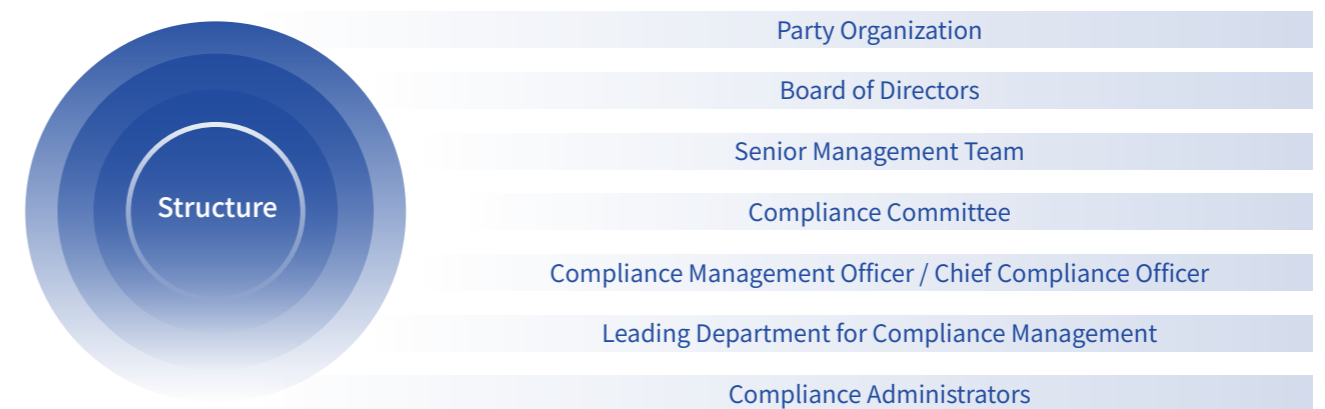 Structure
Party Organization
Board of Directors
Senior Management Team
Compliance Committee
Compliance Management Officer / Chief Compliance Officer
Leading Department for Compliance Management
Compliance Administrators